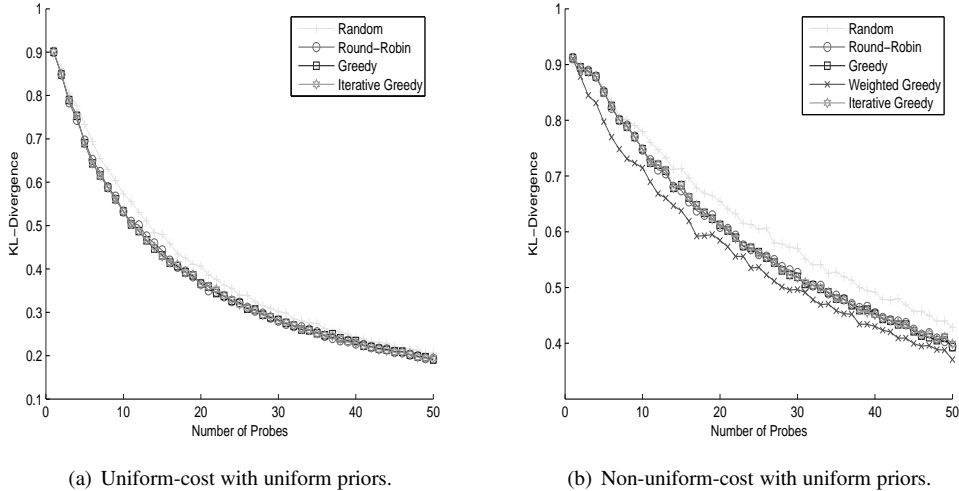 1
0.9
0.8
0.7
0.6
0.5
0.4
0.3
0.2
0.1
KL-Divergence
0
10
20
30
40
50
Number of Probes
Random
Round-Robin
Greedy
Iterative Greedy
(a) Uniform-cost with uniform priors.
1
0.9
0.8
0.7
0.6
0.5
0.4
KL-Divergence
0
10
20
30
40
50
Number of Probes
Random
Round-Robin
Greedy
Weighted Greedy
Iterative Greedy
(b) Non-uniform-cost with uniform priors.